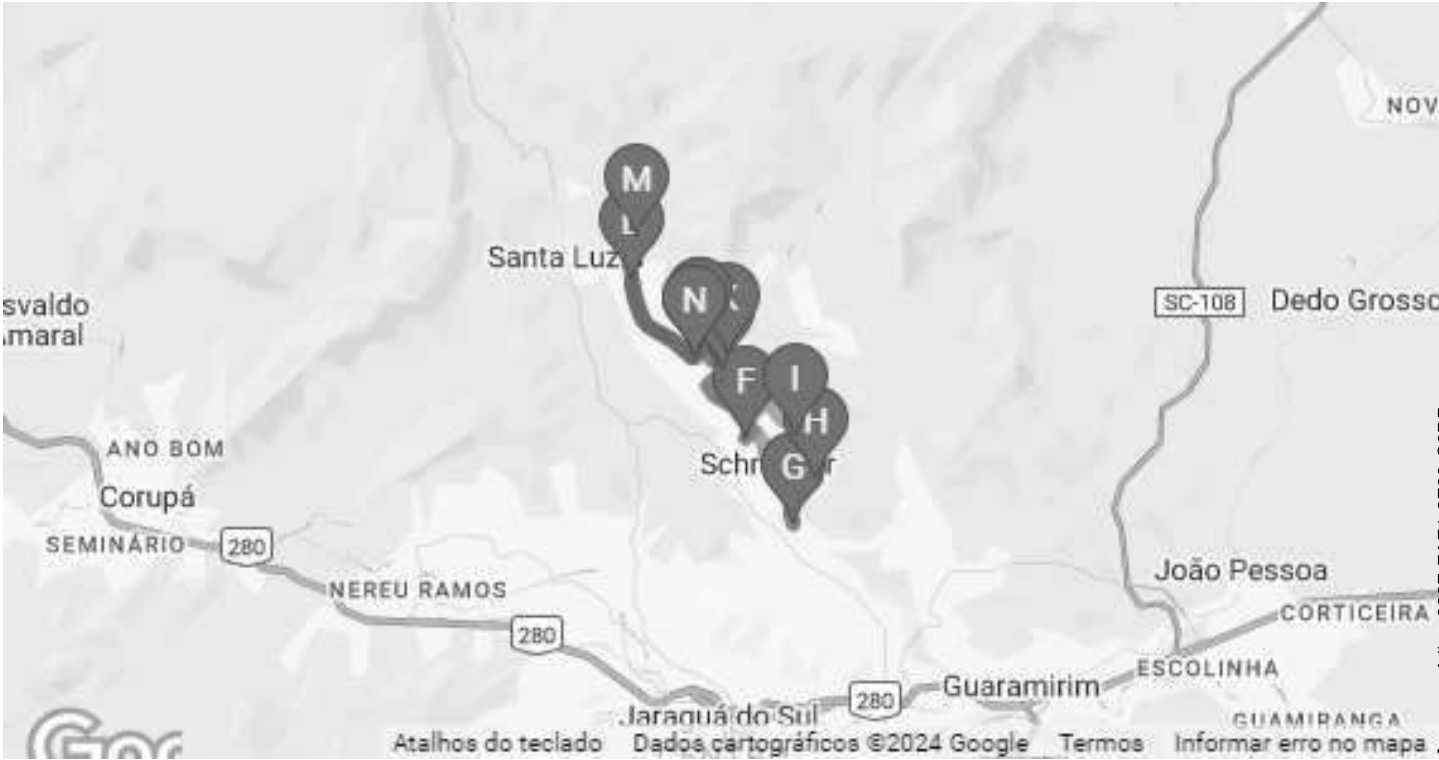 NOV
M
L
Santa Luz
N
K
SC-108
Dedo Grosso
svaldo
maral
F
I
H
ANO BOM
Schr
r
G
Corupá
SEMINÁRIO
280
NEREU RAMOS
João Pessoa
CORTICEIRA
280
ESCOLINHA
280
Guaramirim
Jaraguá do Sul
GUAMIRANGA
Goo
Atalhos do teclado Dados cartográficos ©2024 Google Termos Informar erro no mapa